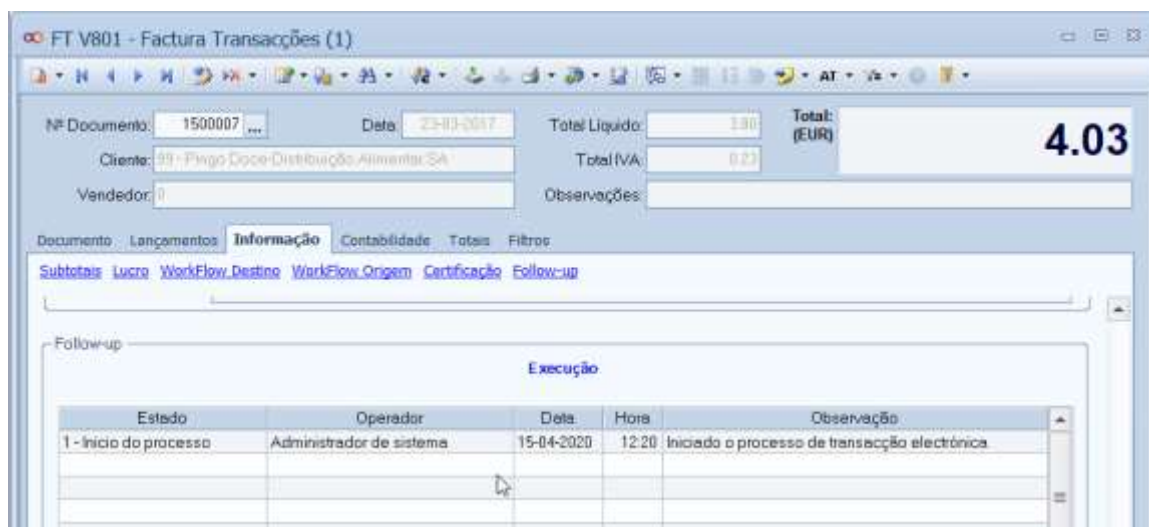 FT V801 - Factura Transacções (1)
AT
Nº Documento: 1500007 ... Data: 23-03-2017 Total Líquido: 3.80 Total: (EUR) 4.03
Cliente: 99 - Pingo Doce-Distribuição Alimentar SA Total IVA: 0.23
Vendedor: 0 Observações:
Documento Lançamentos Informação Contabilidade Totais Filtros
Subtotais Lucro WorkFlow Destino WorkFlow Origem Certificação Follow-up
Follow-up
Execução
Estado Operador Data Hora Observação
1 - Inicio do processo Administrador de sistema 15-04-2020 12:20 Iniciado o processo de transacção electrónica.